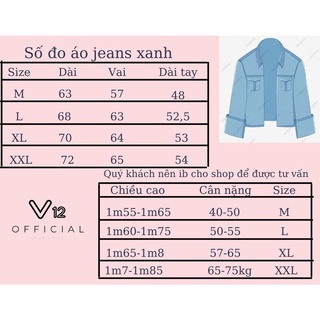 Số đo áo jeans xanh
Size Dài Vai Dài tay
M 63 57 48
L 68 63 52,5
XL 70 64 53
XXL 72 65 54
Quý khách nên ib cho shop để được tư vấn
Chiều cao Cân nặng Size
1m55-1m65 40-50 M
1m60-1m75 50-55 L
1m65-1m8 57-65 XL
1m7-1m85 65-75kg XXL
V12
OFFICIAL